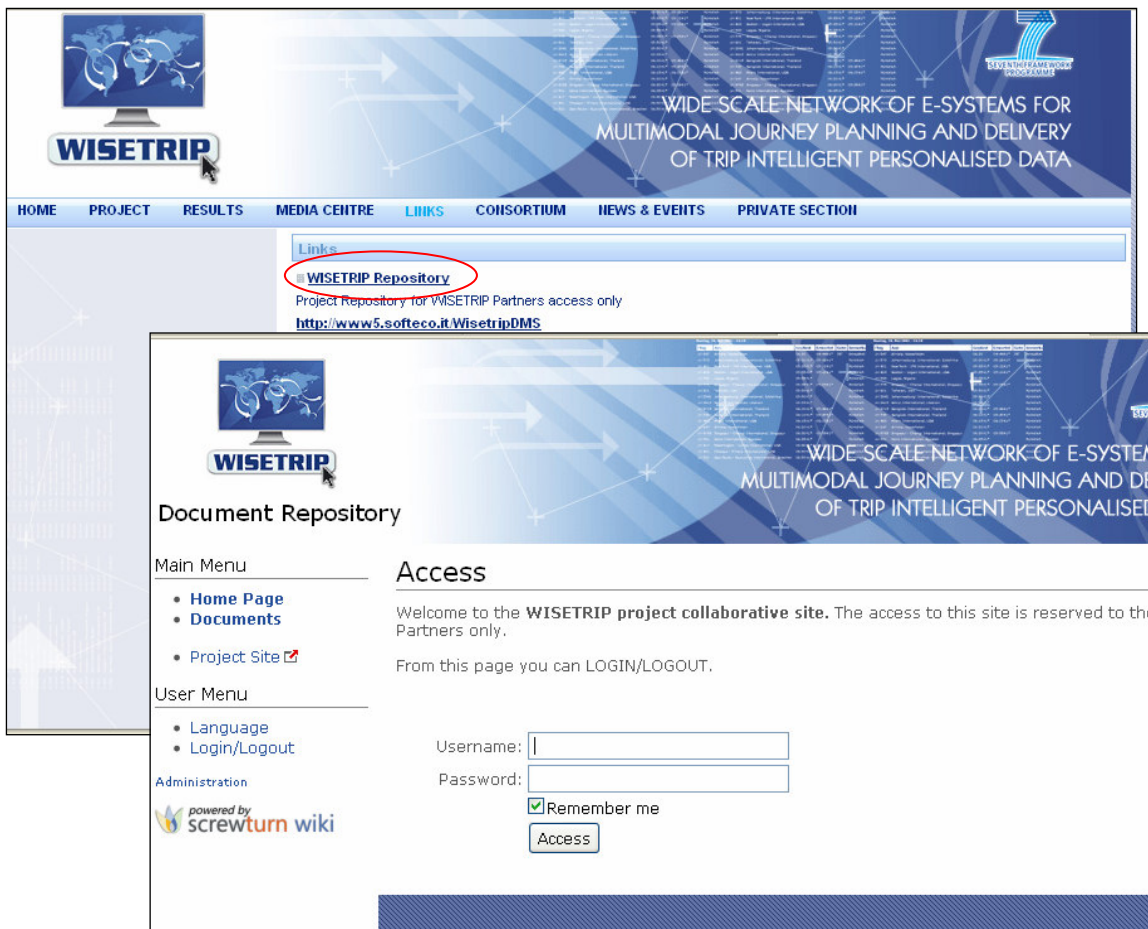 WISETRIP
SEVENTH FRAMEWORK
PROGRAMME
WIDE SCALE NETWORK OF E-SYSTEMS FOR
MULTIMODAL JOURNEY PLANNING AND DELIVERY
OF TRIP INTELLIGENT PERSONALISED DATA
HOME PROJECT RESULTS MEDIA CENTRE LINKS CONSORTIUM NEWS & EVENTS PRIVATE SECTION
Links
WISETRIP Repository
Project Repository for WISETRIP Partners access only
http://www5.softeco.it/WisetripDMS
WISETRIP
WIDE SCALE NETWORK OF E-SYSTEM
MULTIMODAL JOURNEY PLANNING AND DE
OF TRIP INTELLIGENT PERSONALISED
Document Repository
Main Menu
Home Page
Documents
Project Site
User Menu
Language
Login/Logout
Administration
powered by
screwturn wiki
Access
Welcome to the WISETRIP project collaborative site. The access to this site is reserved to the
Partners only.
From this page you can LOGIN/LOGOUT.
Username:
Password:
Remember me
Access